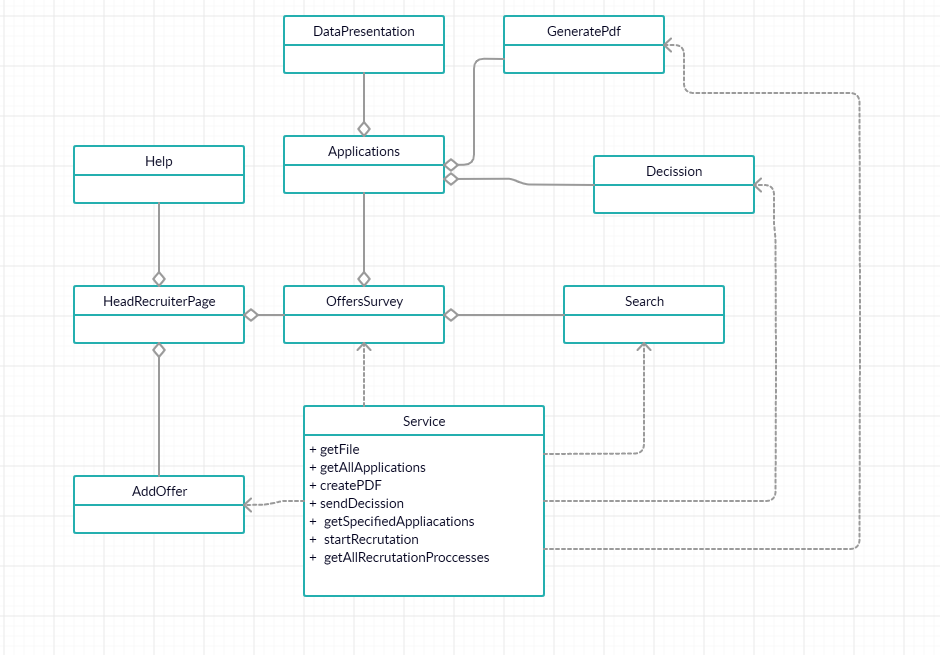 DataPresentation
GeneratePdf
Applications
Help
Decission
HeadRecruiterPage
OffersSurvey
Search
Service
+ getFile
+ getAllApplications
+ createPDF
+ sendDecission
+ getSpecifiedAppliacations
+ startRecrutation
+ getAllRecrutationProccesses
AddOffer